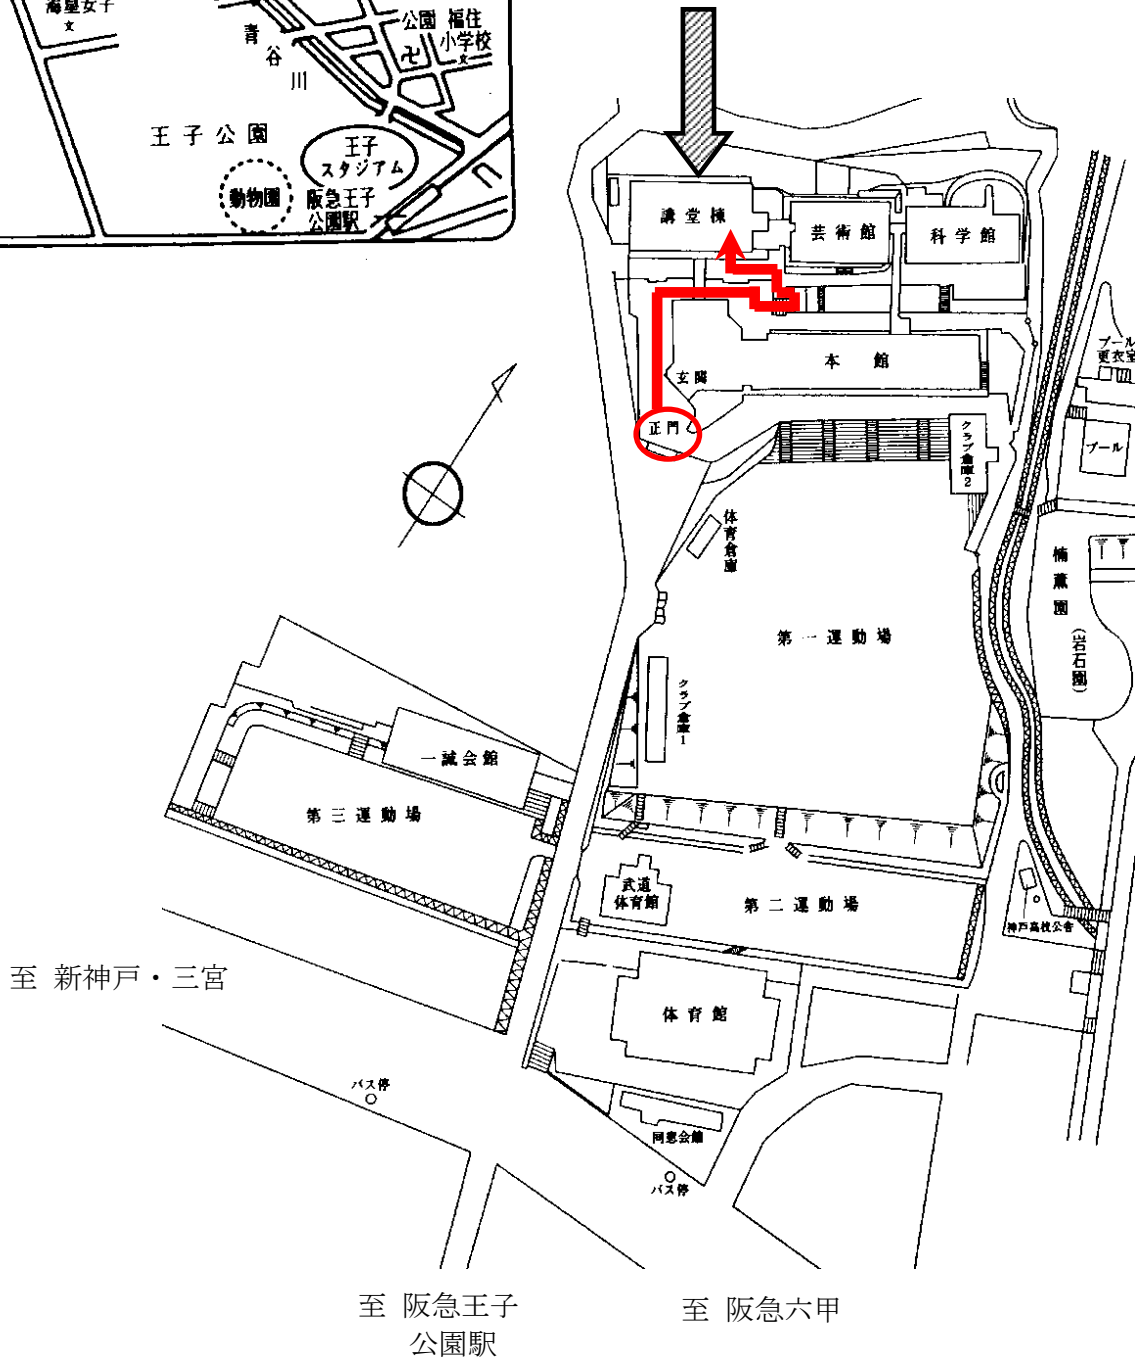 海星女子
文
青谷川
公園
福住
小学校
文
卍
王子公園
王子
スタジアム
動物園
阪急王子
公園駅
講堂棟
芸術館
科学館
本館
玄関
正門
プール
更衣室
プール
クラブ倉庫2
体育倉庫
第一運動場
クラブ倉庫1
(岩石園)
一誠会館
第三運動場
武道
体育館
第二運動場
神戸高校公舎
至 新神戸・三宮
体育館
バス停
同窓会館
バス停
至 阪急王子
公園駅
至 阪急六甲